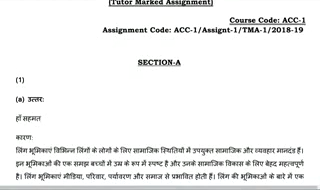 (Tutor Marked Assignment)
Course Code: ACC-1
Assignment Code: ACC-1/Assignt-1/TMA-1/2018-19
SECTION-A
(1)
(a) उत्तर:
हाँ सहमत
कारण:
लिंग भूमिकाएं विभिन्न लिंगों के लोगों के लिए सामाजिक स्थितियों में उपयुक्त सामाजिक और व्यवहार मानदंड हैं।
इन भूमिकाओं की एक समझ बच्चों में उम्र के रूप में स्पष्ट है और उनके सामाजिक विकास के लिए बेहद महत्वपूर्ण
है। लिंग भूमिकाएं मीडिया, परिवार, पर्यावरण और समाज से प्रभावित होती हैं। लिंग की भूमिकाओं के बारे में एक